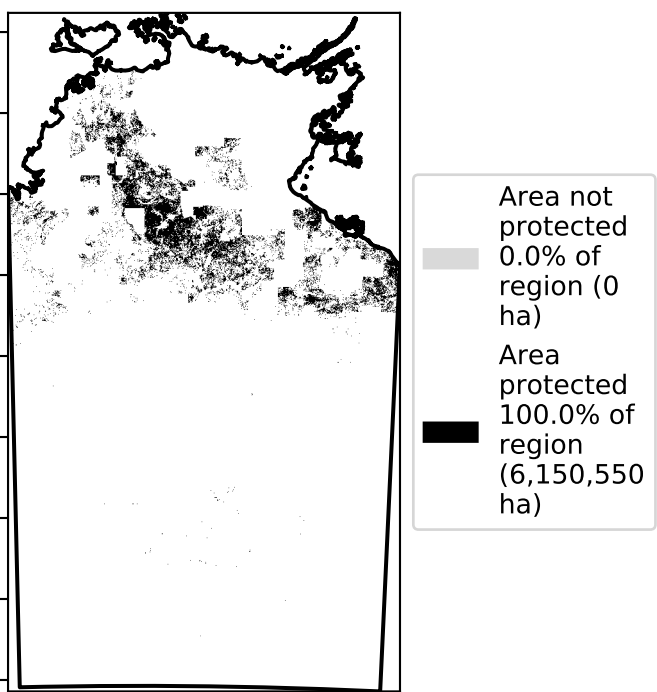 Area not
protected
0.0% of
region (0
ha)
Area
protected
100.0% of
region
(6,150,550
ha)